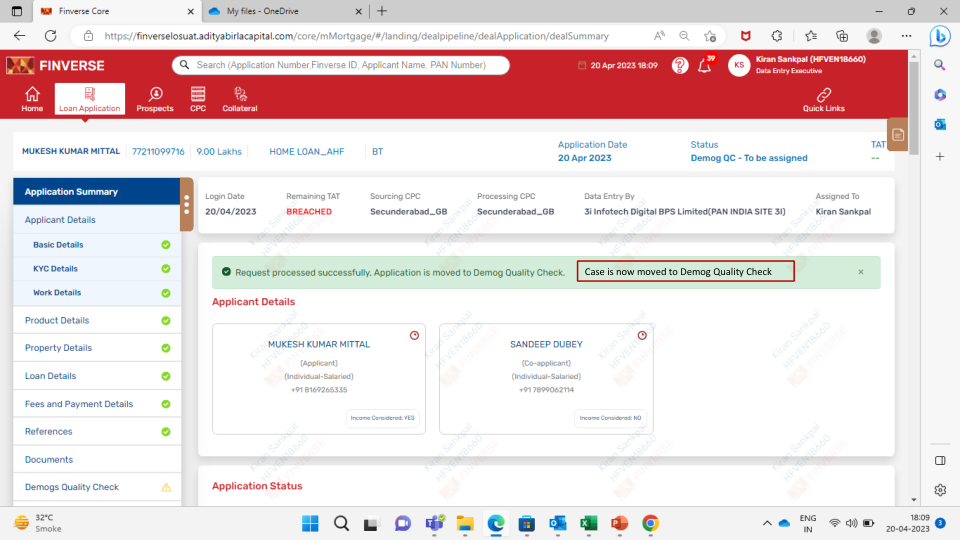 Finverse Core
My files - OneDrive
https://finverselosuat.adityabirlacapital.com/core/mMortgage/#/landing/dealpipeline/dealApplication/dealSummary
FINVERSE
Search (Application Number,Finverse ID, Applicant Name, PAN Number)
20 Apr 2023 18:09
39
KS
Kiran Sankpal (HFVEN18660)
Data Entry Executive
Home
Loan Application
Prospects
CPC
Collateral
Quick Links
MUKESH KUMAR MITTAL
77211099716
9.00 Lakhs
HOME LOAN_AHF
BT
Application Date
20 Apr 2023
Status
Demog QC - To be assigned
TAT
--
Application Summary
Applicant Details
Basic Details
KYC Details
Work Details
Product Details
Property Details
Loan Details
Fees and Payment Details
References
Documents
Demogs Quality Check
Login Date
20/04/2023
Remaining TAT
BREACHED
Sourcing CPC
Secunderabad_GB
Processing CPC
Secunderabad_GB
Data Entry By
3i Infotech Digital BPS Limited(PAN INDIA SITE 3I)
Assigned To
Kiran Sankpal
Request processed successfully, Application is moved to Demog Quality Check.
Case is now moved to Demog Quality Check
Applicant Details
MUKESH KUMAR MITTAL
(Applicant)
(Individual-Salaried)
+91 8169265335
Income Considered: YES
SANDEEP DUBEY
(Co-applicant)
(Individual-Salaried)
+91 7899062114
Income Considered: NO
Application Status
32°C
Smoke
ENG
IN
18:09
20-04-2023
3